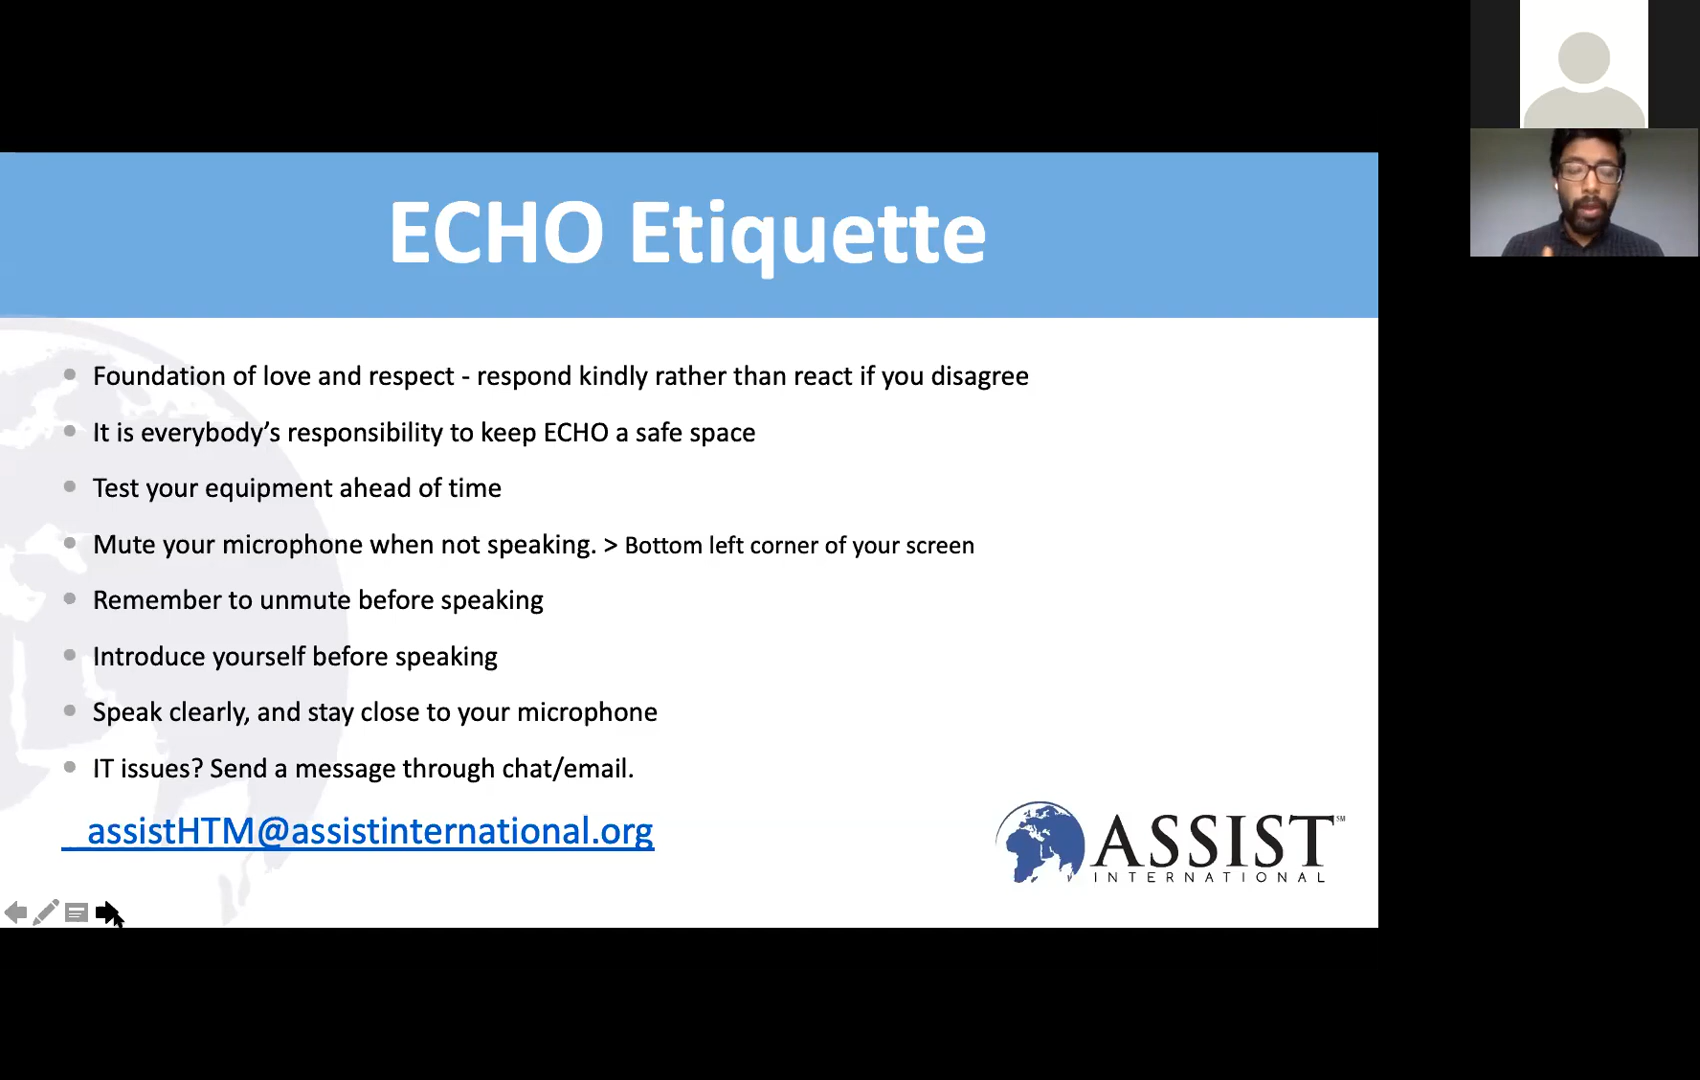 ECHO Etiquette
Foundation of love and respect - respond kindly rather than react if you disagree
It is everybody’s responsibility to keep ECHO a safe space
Test your equipment ahead of time
Mute your microphone when not speaking. > Bottom left corner of your screen
Remember to unmute before speaking
Introduce yourself before speaking
Speak clearly, and stay close to your microphone
IT issues? Send a message through chat/email.
assistHTM@assistinternational.org
ASSIST℠
INTERNATIONAL